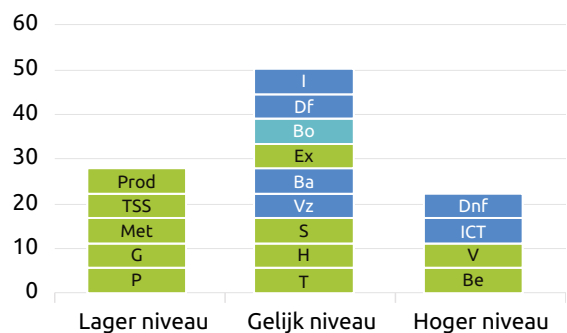 60
50
40
30
20
10
0
Prod
TSS
Met
G
P
I
Df
Bo
Ex
Ba
Vz
S
H
T
Dnf
ICT
V
Be
Lager niveau
Gelijk niveau
Hoger niveau